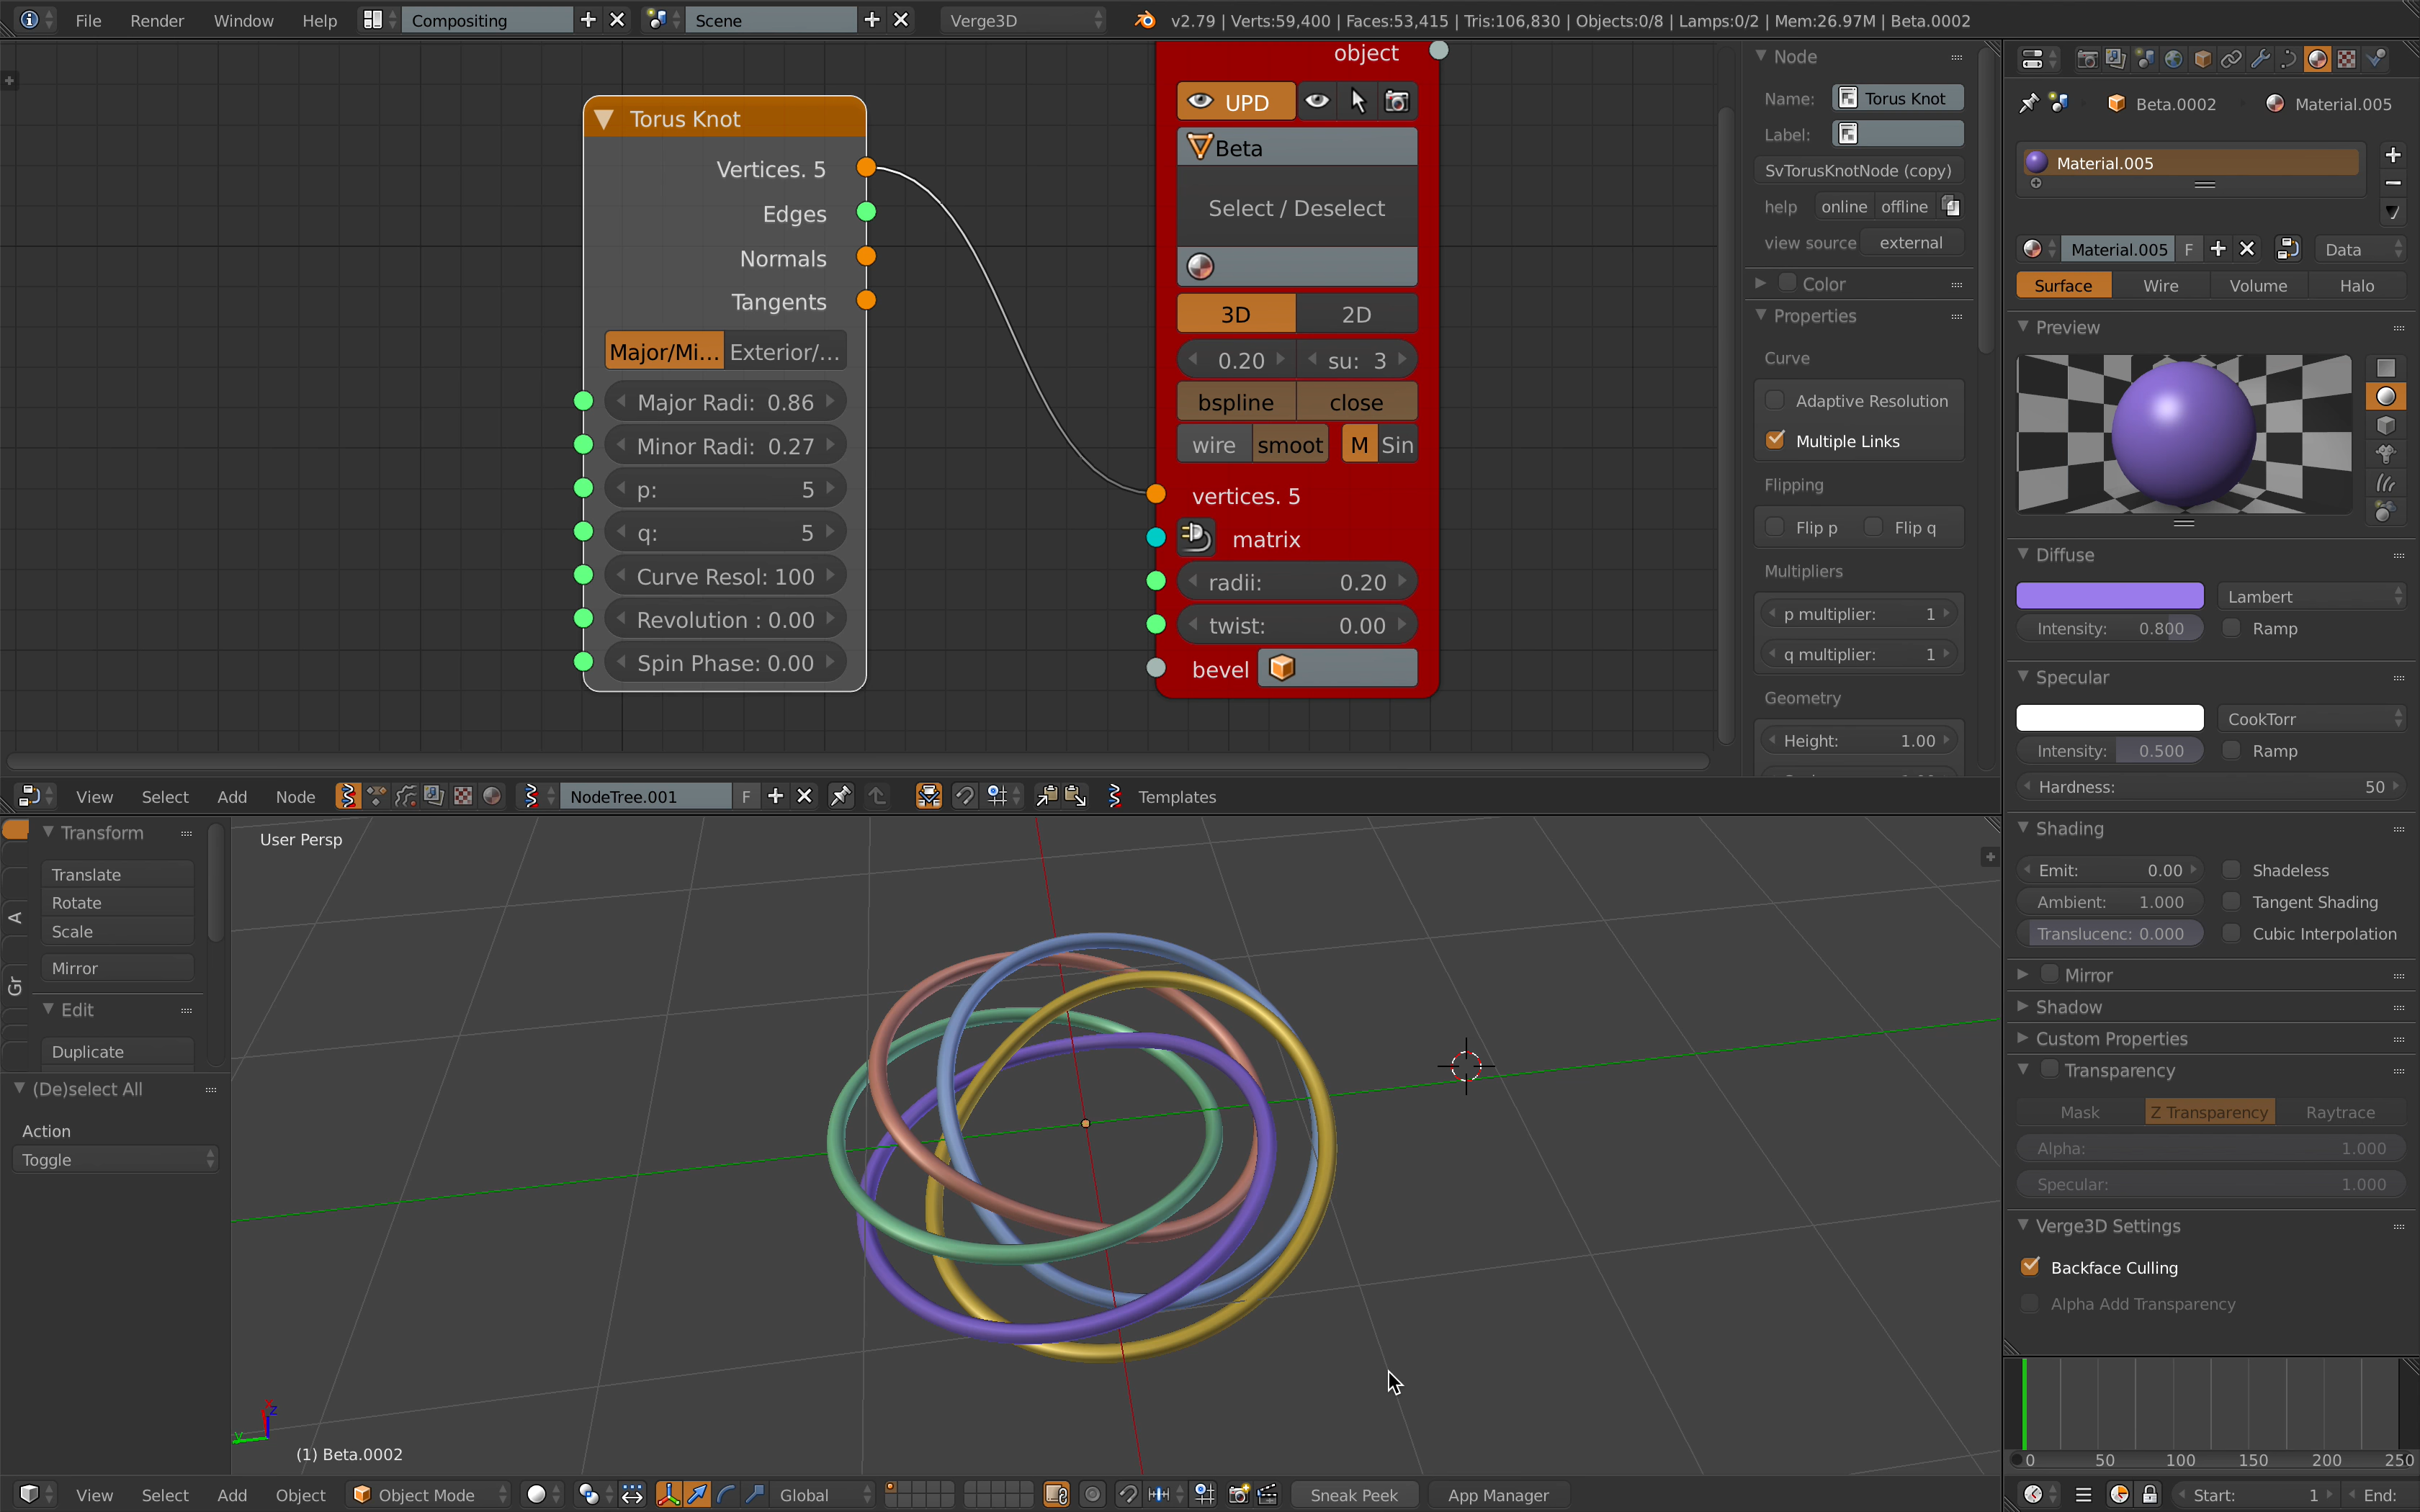 File Render Window Help Compositing Scene Verge3D v2.79 | Verts:59,400 | Faces:53,415 | Tris:106,830 | Objects:0/8 | Lamps:0/2 | Mem:26.97M | Beta.0002
Torus Knot
Vertices. 5
Edges
Normals
Tangents
Major/Mi... Exterior/...
Major Radi: 0.86
Minor Radi: 0.27
p: 5
q: 5
Curve Resol: 100
Revolution : 0.00
Spin Phase: 0.00
object
UPD
Beta
Select / Deselect
3D 2D
0.20 su: 3
bspline close
wire smoot M Sin
vertices. 5
matrix
radii: 0.20
twist: 0.00
bevel
Node
Name: Torus Knot
Label:
SvTorusKnotNode (copy)
help online offline
view source external
Color
Properties
Curve
Adaptive Resolution
Multiple Links
Flipping
Flip p Flip q
Multipliers
p multiplier: 1
q multiplier: 1
Geometry
Height: 1.00
Beta.0002 Material.005
Material.005
Material.005 F Data
Surface Wire Volume Halo
Preview
Diffuse
Lambert
Intensity: 0.800 Ramp
Specular
CookTorr
Intensity: 0.500 Ramp
Hardness: 50
Shading
Emit: 0.00 Shadeless
Ambient: 1.000 Tangent Shading
Translucenc: 0.000 Cubic Interpolation
Mirror
Shadow
Custom Properties
Transparency
Mask Z Transparency Raytrace
Alpha: 1.000
Specular: 1.000
Verge3D Settings
Backface Culling
Alpha Add Transparency
0 50 100 150 200 250
Start: 1 End:
View Select Add Node NodeTree.001 F Templates
Transform
Translate
Rotate
Scale
Mirror
Edit
Duplicate
A
Gr
(De)select All
Action
Toggle
User Persp
z
y
(1) Beta.0002
View Select Add Object Object Mode Global Sneak Peek App Manager